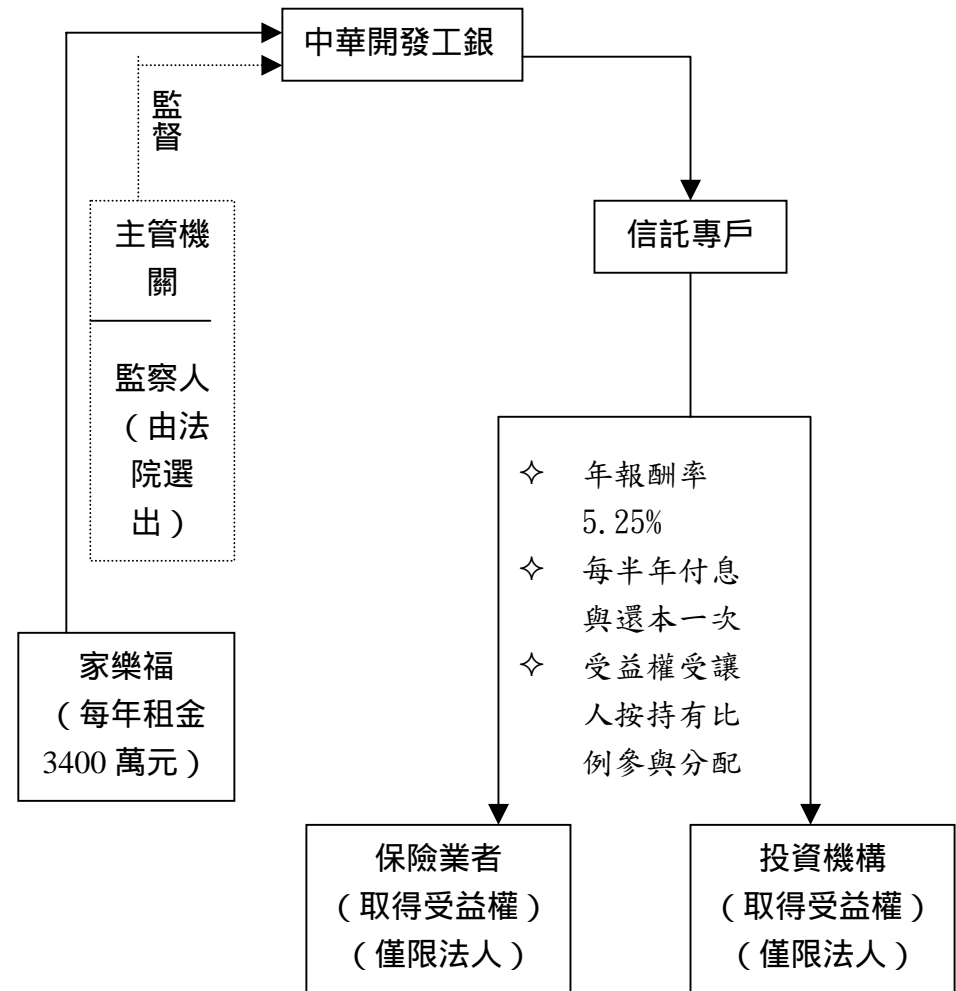 中華開發工銀
監
督
主管機
關
監察人
（由法
院選
出）
信託專戶
✧ 年報酬率
5.25%
✧ 每半年付息
與還本一次
✧ 受益權受讓
人按持有比
例參與分配
家樂福
（每年租金
3400 萬元）
保險業者
（取得受益權）
（僅限法人）
投資機構
（取得受益權）
（僅限法人）